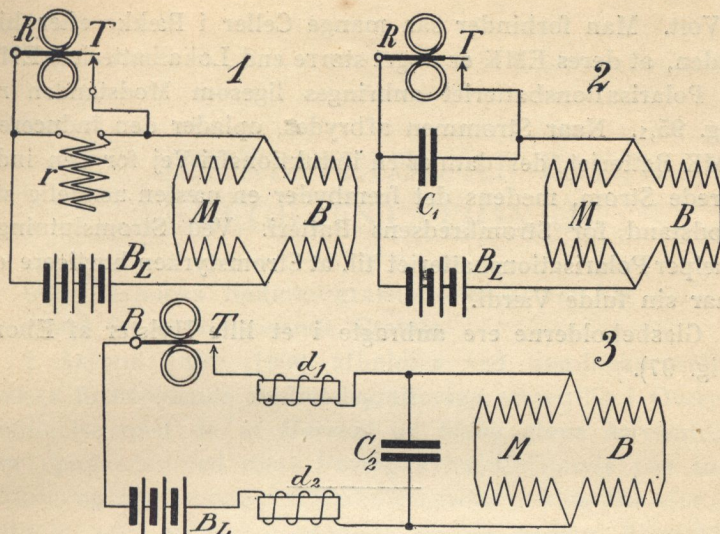 R T 1
r M B
B_L
R T 2
C_1 M B
B_L
R T 3
d_1
C_2 M B
d_2
B_L